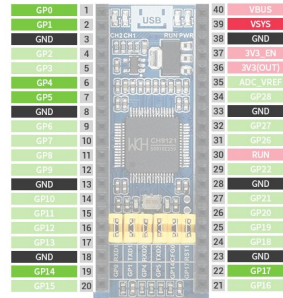 GP0 1 USB 40 VBUS
GP1 2 39 VSYS
GND 3 CH2 CH1 RUN PWR 38 GND
GP2 4 37 3V3_EN
GP3 5 36 3V3(OUT)
GP4 6 35 ADC_VREF
GP5 7 34 GP28
GND 8 33 GND
GP6 9 WCH CH9121 32 GP27
GP7 10 31 GP26
GP8 11 30 RUN
GP9 12 29 GP22
GND 13 28 GND
GP10 14 27 GP21
GP11 15 26 GP20
GP12 16 25 GP19
GP13 17 24 GP18
GND 18 23 GND
GP14 19 22 GP17
GP15 20 21 GP16